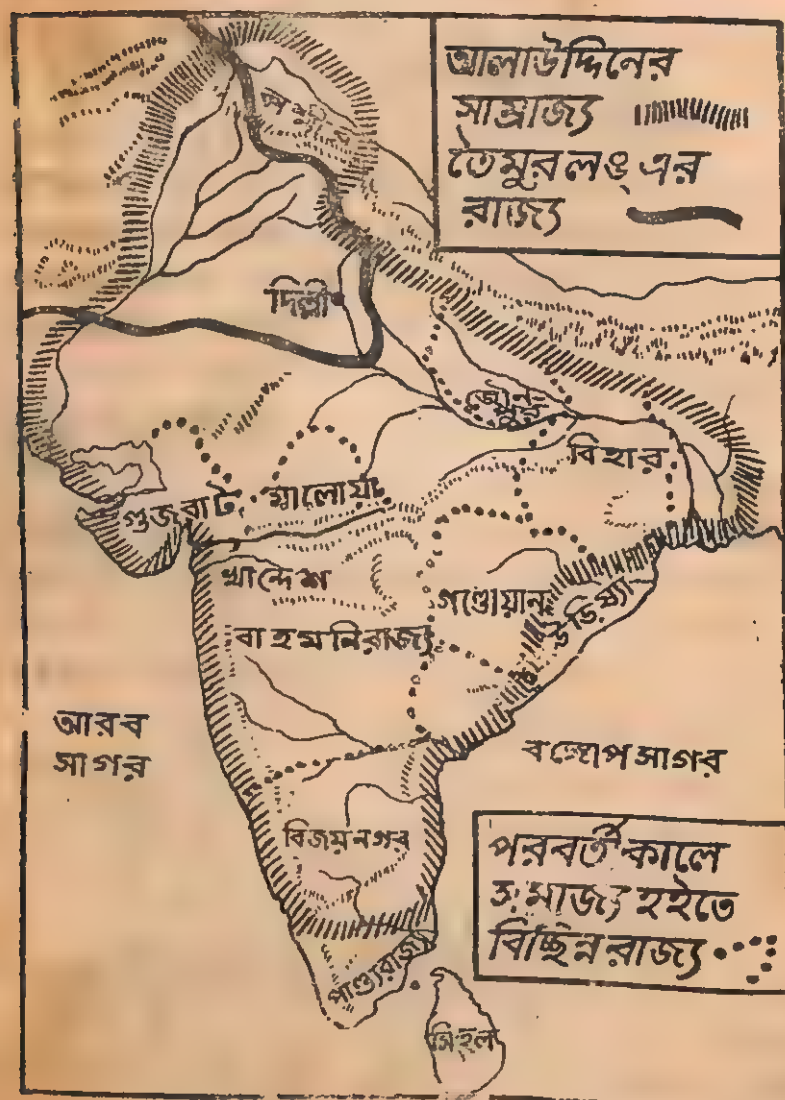 আলাউদ্দিনের
সাম্রাজ্য
তৈমুরলঙ্ এর
রাজ্য
দিল্লী
জৌন-
পুর
বিহার
গুজরাট
মালোয়া
খান্দেশ
গণ্ডোয়ানা
উড়িষ্যা
বাহমনিরাজ্য
আরব
সাগর
বঙ্গোপসাগর
বিজয়নগর
পরবর্তী কালে
সাম্রাজ্য হইতে
বিচ্ছিন্ন রাজ্য
পাণ্ড্যরাজ্য
সিংহল